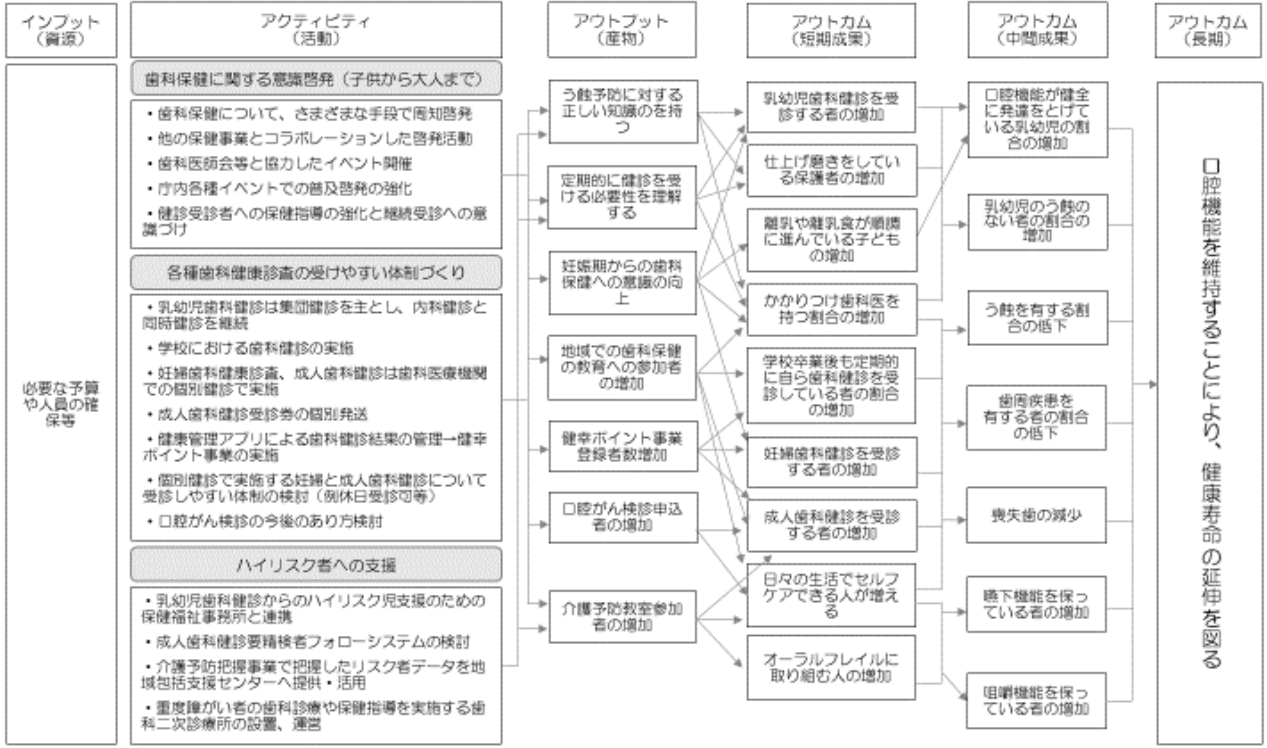 インプット
（資源）
アクティビティ
（活動）
アウトプット
（産物）
アウトカム
（短期成果）
アウトカム
（中間成果）
アウトカム
（長期）
必要な予算
や人員の確
保等
歯科保健に関する意識啓発（子供から大人まで）
・歯科保健について、さまざまな手段で周知啓発
・他の保健事業とコラボレーションした啓発活動
・歯科医師会等と協力したイベント開催
・庁内各種イベントでの普及啓発の強化
・健診受診者への保健指導の強化と継続受診への意
識づけ
各種歯科健康診査の受けやすい体制づくり
・乳幼児歯科健診は集団健診を主とし、内科健診と
同時健診を継続
・学校における歯科健診の実施
・妊婦歯科健康診査、成人歯科健診は歯科医療機関
での個別健診で実施
・成人歯科健診受診券の個別発送
・健康管理アプリによる歯科健診結果の管理→健幸
ポイント事業の実施
・個別健診で実施する妊婦と成人歯科健診について
受診しやすい体制の検討（例休日受診可等）
・口腔がん検診の今後のあり方検討
ハイリスク者への支援
・乳幼児歯科健診からのハイリスク児支援のための
保健福祉事務所と連携
・成人歯科健診要精検者フォローシステムの検討
・介護予防把握事業で把握したリスク者データを地
域包括支援センターへ提供・活用
・重度障がい者の歯科診療や保健指導を実施する歯
科二次診療所の設置、運営
う蝕予防に対する
正しい知識のを持
つ
定期的に健診を受
ける必要性を理解
する
妊娠期からの歯科
保健への意識の向
上
地域での歯科保健
の教育への参加者
の増加
健幸ポイント事業
登録者数増加
口腔がん検診申込
者の増加
介護予防教室参加
者の増加
乳幼児歯科健診を受
診する者の増加
仕上げ磨きをしてい
る保護者の増加
離乳や離乳食が順調
に進んでいる子ども
の増加
かかりつけ歯科医を
持つ割合の増加
学校卒業後も定期的
に自ら歯科健診を受
診している者の割合
の増加
妊婦歯科健診を受診
する者の増加
成人歯科健診を受診
する者の増加
日々の生活でセルフ
ケアできる人が増え
る
オーラルフレイルに
取り組む人の増加
口腔機能が健全
に発達をとげて
いる乳幼児の割
合の増加
乳幼児のう蝕の
ない者の割合の
増加
う蝕を有する割
合の低下
歯周疾患を
有する者の割合
の低下
喪失歯の減少
嚥下機能を保っ
ている者の増加
咀嚼機能を保っ
ている者の増加
口腔機能を維持することにより、健康寿命の延伸を図る